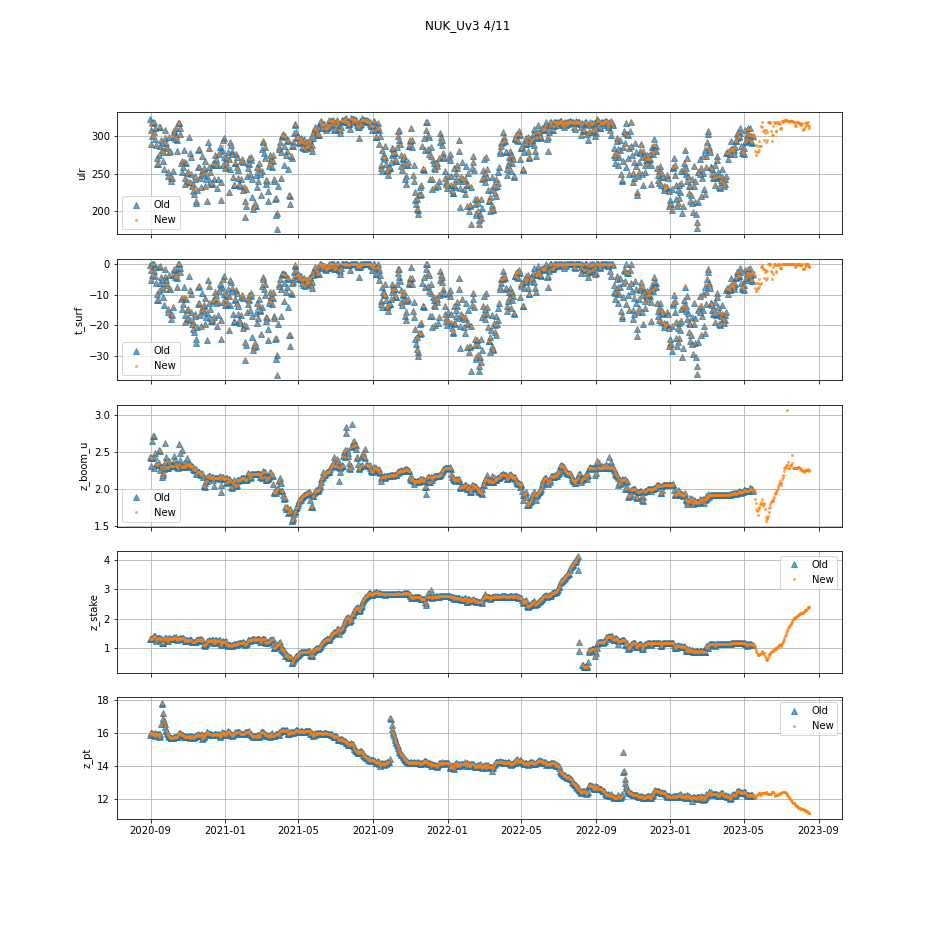 NUK_Uv3 4/11
300
250
200
ulr
Old
New
0
−10
−20
−30
t_surf
Old
New
3.0
2.5
2.0
1.5
z_boom_u
Old
New
4
3
2
1
z_stake
Old
New
18
16
14
12
z_pt
Old
New
2020-09 2021-01 2021-05 2021-09 2022-01 2022-05 2022-09 2023-01 2023-05 2023-09